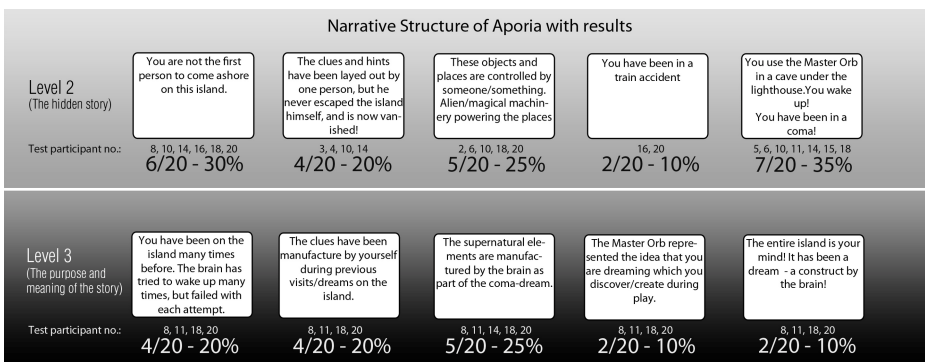 Narrative Structure of Aporia with results
Level 2
(The hidden story)
You are not the first
person to come ashore
on this island.
The clues and hints
have been layed out by
one person, but he
never escaped the island
himself, and is now van-
ished!
These objects and
places are controlled by
someone/something.
Alien/magical machin-
ery powering the places
You have been in a
train accident
You use the Master Orb
in a cave under the
lighthouse.You wake
up!
You have been in a
coma!
Test participant no.:
8, 10, 14, 16, 18, 20
6/20 - 30%
3, 4, 10, 14
4/20 - 20%
2, 6, 10, 18, 20
5/20 - 25%
16, 20
2/20 - 10%
5, 6, 10, 11, 14, 15, 18
7/20 - 35%
Level 3
(The purpose and
meaning of the story)
You have been on the
island many times
before. The brain has
tried to wake up many
times, but failed with
each attempt.
The clues have been
manufacture by yourself
during previous
visits/dreams on the
island.
The supernatural ele-
ments are manufac-
tured by the brain as
part of the coma-dream.
The Master Orb repre-
sented the idea that you
are dreaming which you
discover/create during
play.
The entire island is your
mind! It has been a
dream - a construct by
the brain!
Test participant no.:
8, 11, 18, 20
4/20 - 20%
8, 11, 18, 20
4/20 - 20%
8, 11, 14, 18, 20
5/20 - 25%
8, 11, 18, 20
2/20 - 10%
8, 11, 18, 20
2/20 - 10%